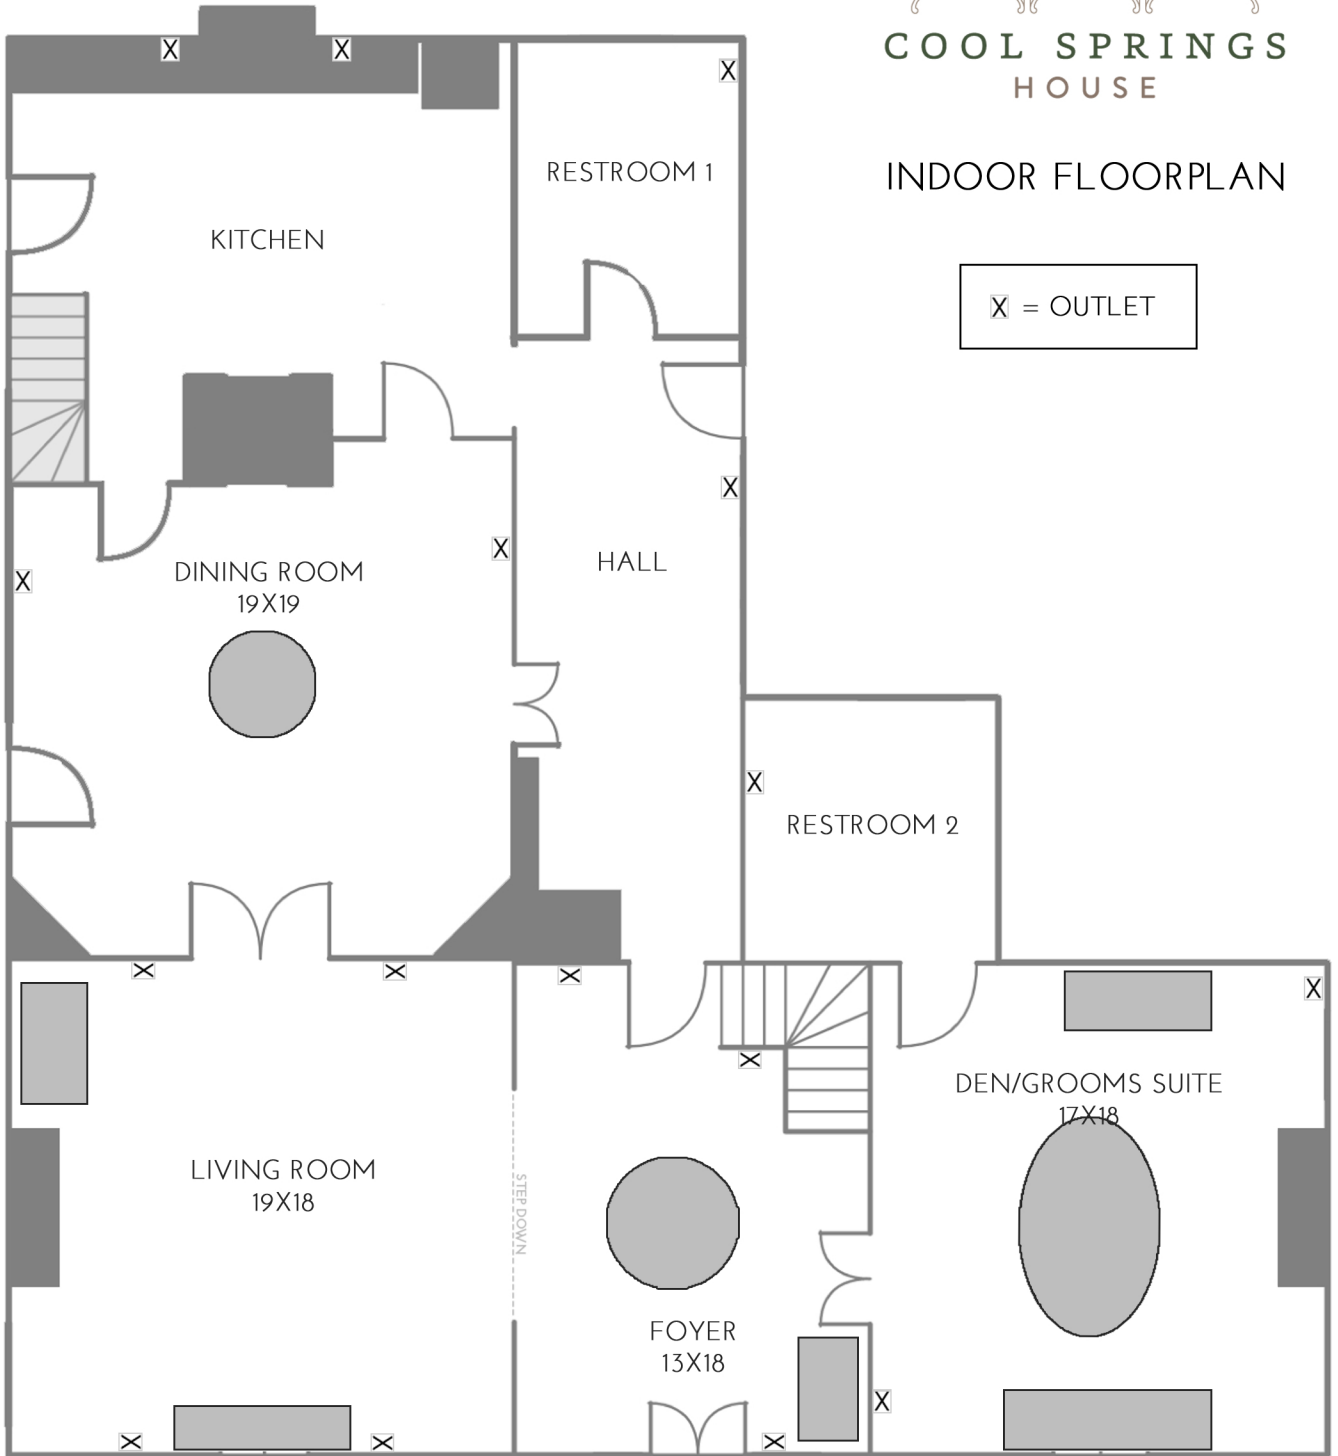 COOL SPRINGS
HOUSE
INDOOR FLOORPLAN
X = OUTLET
X
X
X
RESTROOM 1
KITCHEN
X
X
DINING ROOM
19X19
HALL
X
X
RESTROOM 2
X
X
X
X
X
DEN/GROOMS SUITE
17X18
LIVING ROOM
19X18
STEP DOWN
FOYER
13X18
X
X
X
X